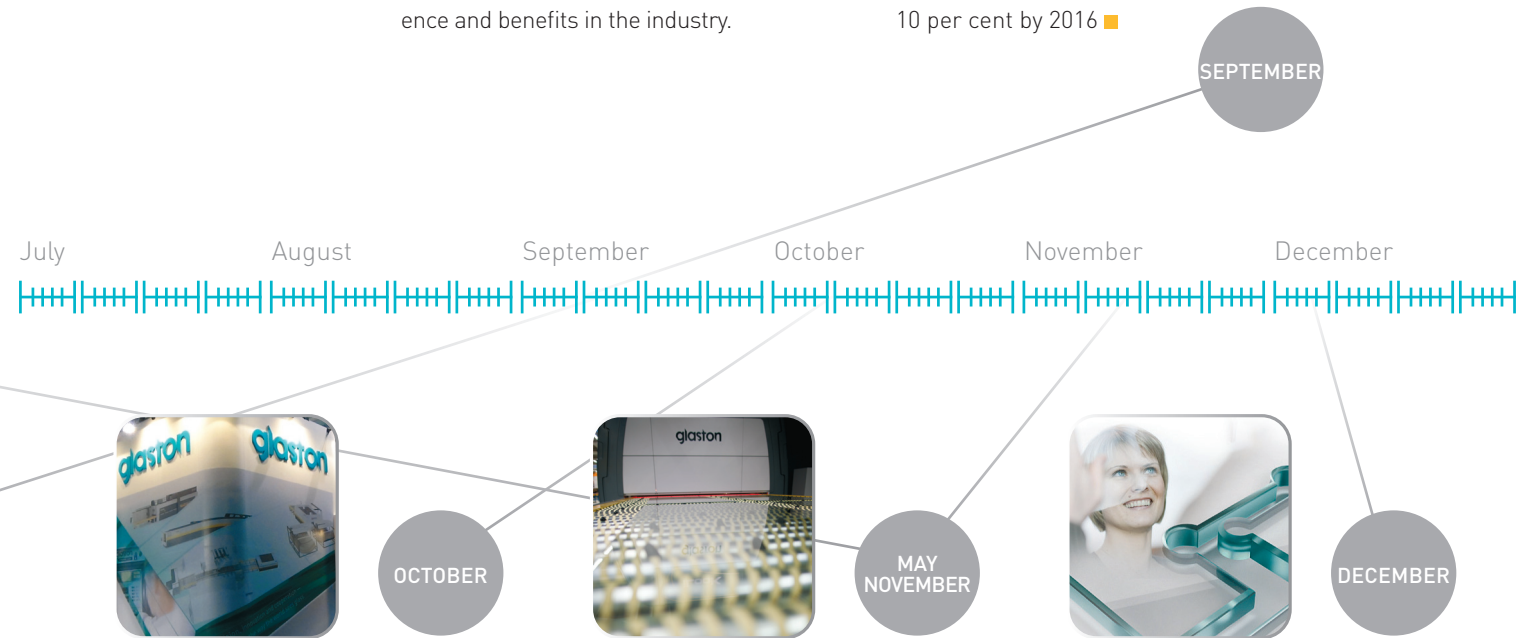 ence and benefits in the industry.
10 per cent by 2016
SEPTEMBER
July
August
September
October
November
December
glaston
glaston
glaston
OCTOBER
MAY
NOVEMBER
DECEMBER